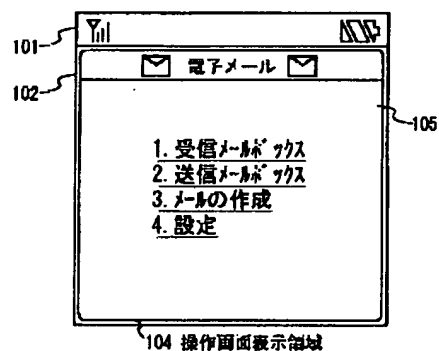 101
102
電子メール
105
1. 受信ﾒｰﾙﾎﾞｯｸｽ
2. 送信ﾒｰﾙﾎﾞｯｸｽ
3. ﾒｰﾙの作成
4. 設定
104 操作画面表示領域